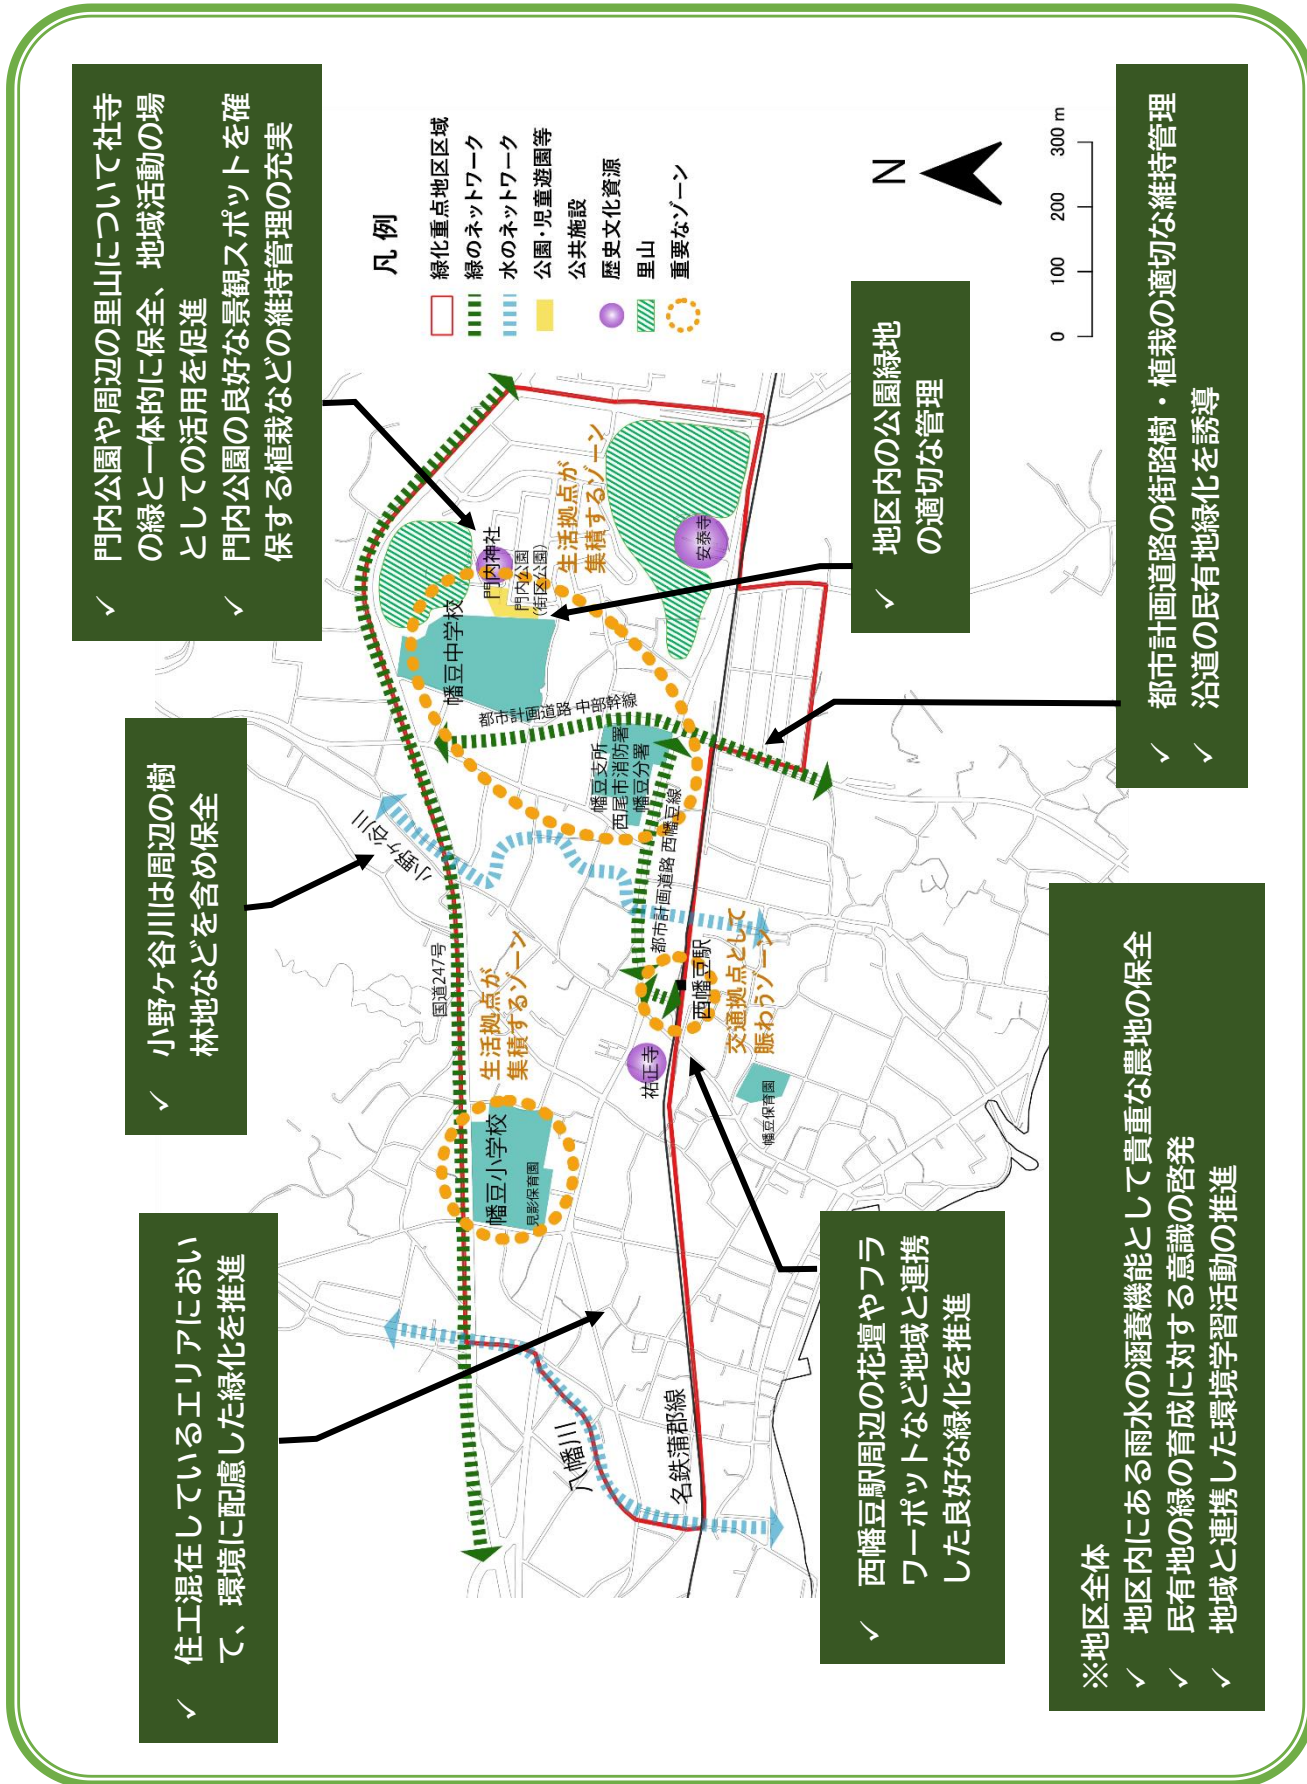 ✓ 住工混在しているエリアにおい
て、環境に配慮した緑化を推進
✓ 小野ヶ谷川は周辺の樹
林地などを含め保全
✓ 門内公園や周辺の里山について社寺
の緑と一体的に保全、地域活動の場
としての活用を促進
✓ 門内公園の良好な景観スポットを確
保する植栽などの維持管理の充実
凡 例
緑化重点地区区域
緑のネットワーク
水のネットワーク
公園・児童遊園等
公共施設
歴史文化資源
里山
重要なゾーン
N
0 100 200 300 m
国道247号
小野ヶ谷川
八幡川
名鉄蒲郡線
幡豆小学校
見影保育園
生活拠点が
集積するゾーン
祐正寺
西幡豆駅
交通拠点として
賑わうゾーン
幡豆保育園
都市計画道路 西幡豆線
幡豆支所
西尾市消防署
幡豆分署
都市計画道路 中部幹線
幡豆中学校
門内神社
門内公園
(街区公園)
生活拠点が
集積するゾーン
安泰寺
✓ 西幡豆駅周辺の花壇やフラ
ワーポットなど地域と連携
した良好な緑化を推進
✓ 地区内の公園緑地
の適切な管理
✓ 都市計画道路の街路樹・植栽の適切な維持管理
✓ 沿道の民有地緑化を誘導
※地区全体
✓ 地区内にある雨水の涵養機能として貴重な農地の保全
✓ 民有地の緑の育成に対する意識の啓発
✓ 地域と連携した環境学習活動の推進